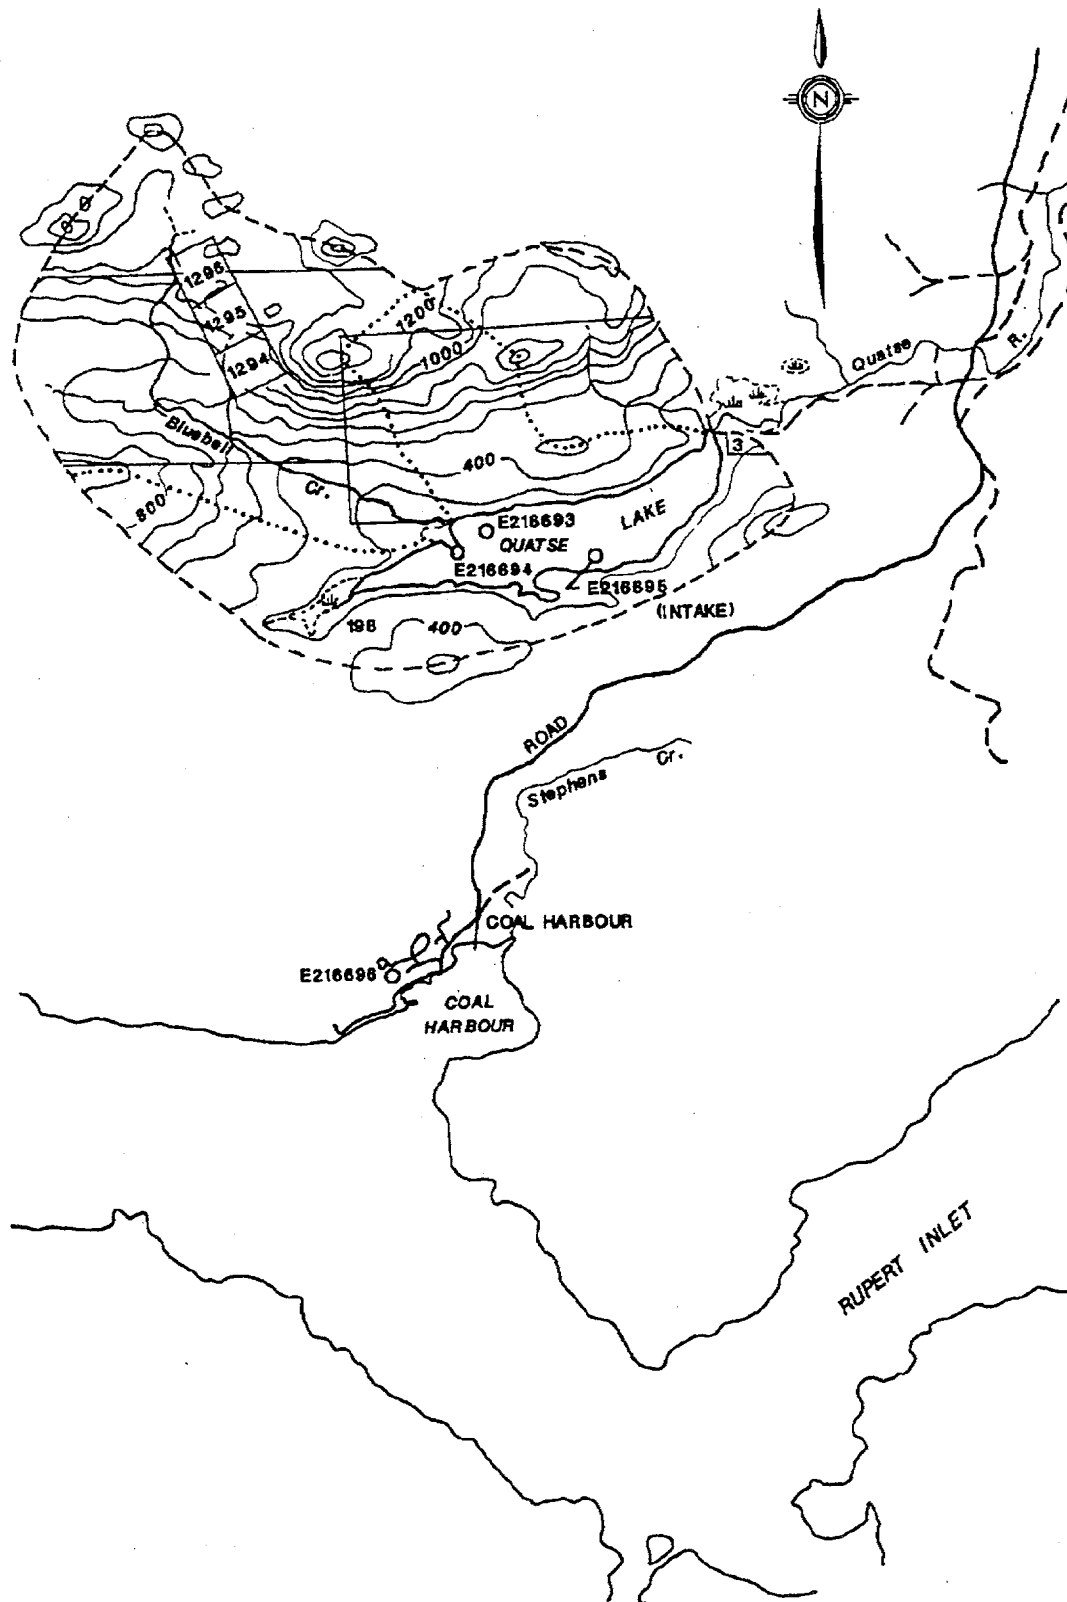 N
1296
1295
1294
1200
1000
Quatse R.
3
Bluebell Cr.
400
800
E216693
QUATSE LAKE
E216694
E216695
(INTAKE)
198
400
ROAD
Stephens Cr.
COAL HARBOUR
E216696
COAL
HARBOUR
RUPERT INLET